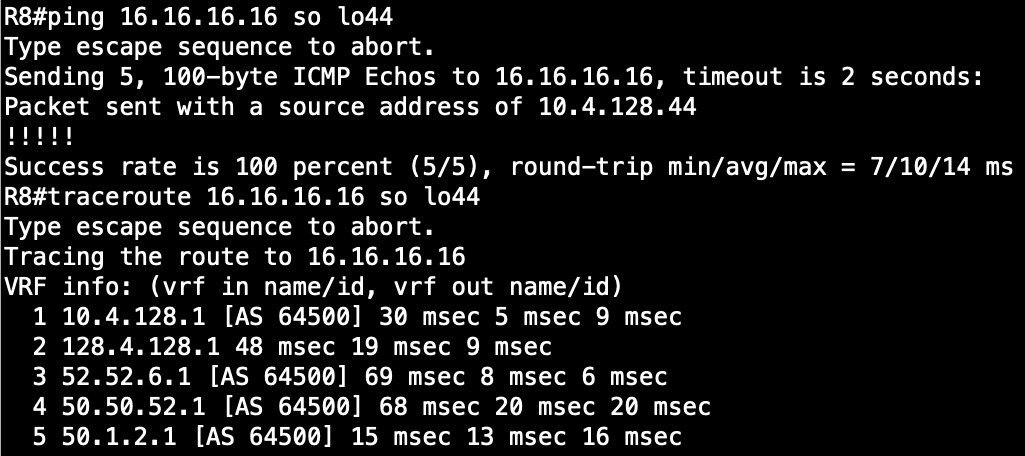 R8#ping 16.16.16.16 so lo44
Type escape sequence to abort.
Sending 5, 100-byte ICMP Echos to 16.16.16.16, timeout is 2 seconds:
Packet sent with a source address of 10.4.128.44
!!!!!
Success rate is 100 percent (5/5), round-trip min/avg/max = 7/10/14 ms
R8#traceroute 16.16.16.16 so lo44
Type escape sequence to abort.
Tracing the route to 16.16.16.16
VRF info: (vrf in name/id, vrf out name/id)
  1 10.4.128.1 [AS 64500] 30 msec 5 msec 9 msec
  2 128.4.128.1 48 msec 19 msec 9 msec
  3 52.52.6.1 [AS 64500] 69 msec 8 msec 6 msec
  4 50.50.52.1 [AS 64500] 68 msec 20 msec 20 msec
  5 50.1.2.1 [AS 64500] 15 msec 13 msec 16 msec